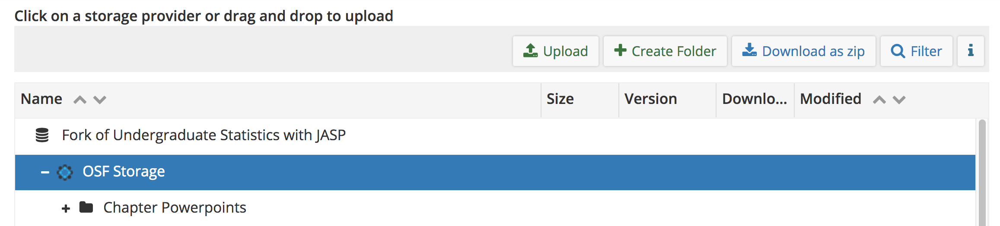 Click on a storage provider or drag and drop to upload
Upload Create Folder Download as zip Filter
Name Size Version Downlo... Modified
Fork of Undergraduate Statistics with JASP
OSF Storage
Chapter Powerpoints